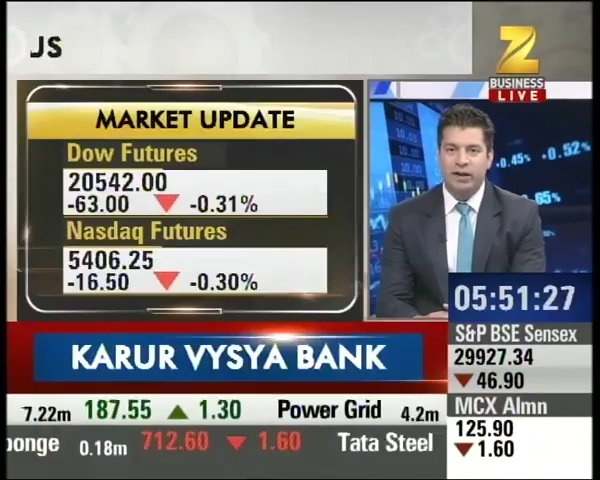 JS
Z
BUSINESS
LIVE
MARKET UPDATE
Dow Futures
20542.00
-63.00 ▼ -0.31%
Nasdaq Futures
5406.25
-16.50 ▼ -0.30%
-0.45% -0.52%
65%
05:51:27
S&P BSE Sensex
29927.34
▼ 46.90
KARUR VYSYA BANK
MCX Almn
125.90
▼ 1.60
7.22m 187.55 ▲ 1.30 Power Grid 4.2m
oonge 0.18m 712.60 ▼ 1.60 Tata Steel